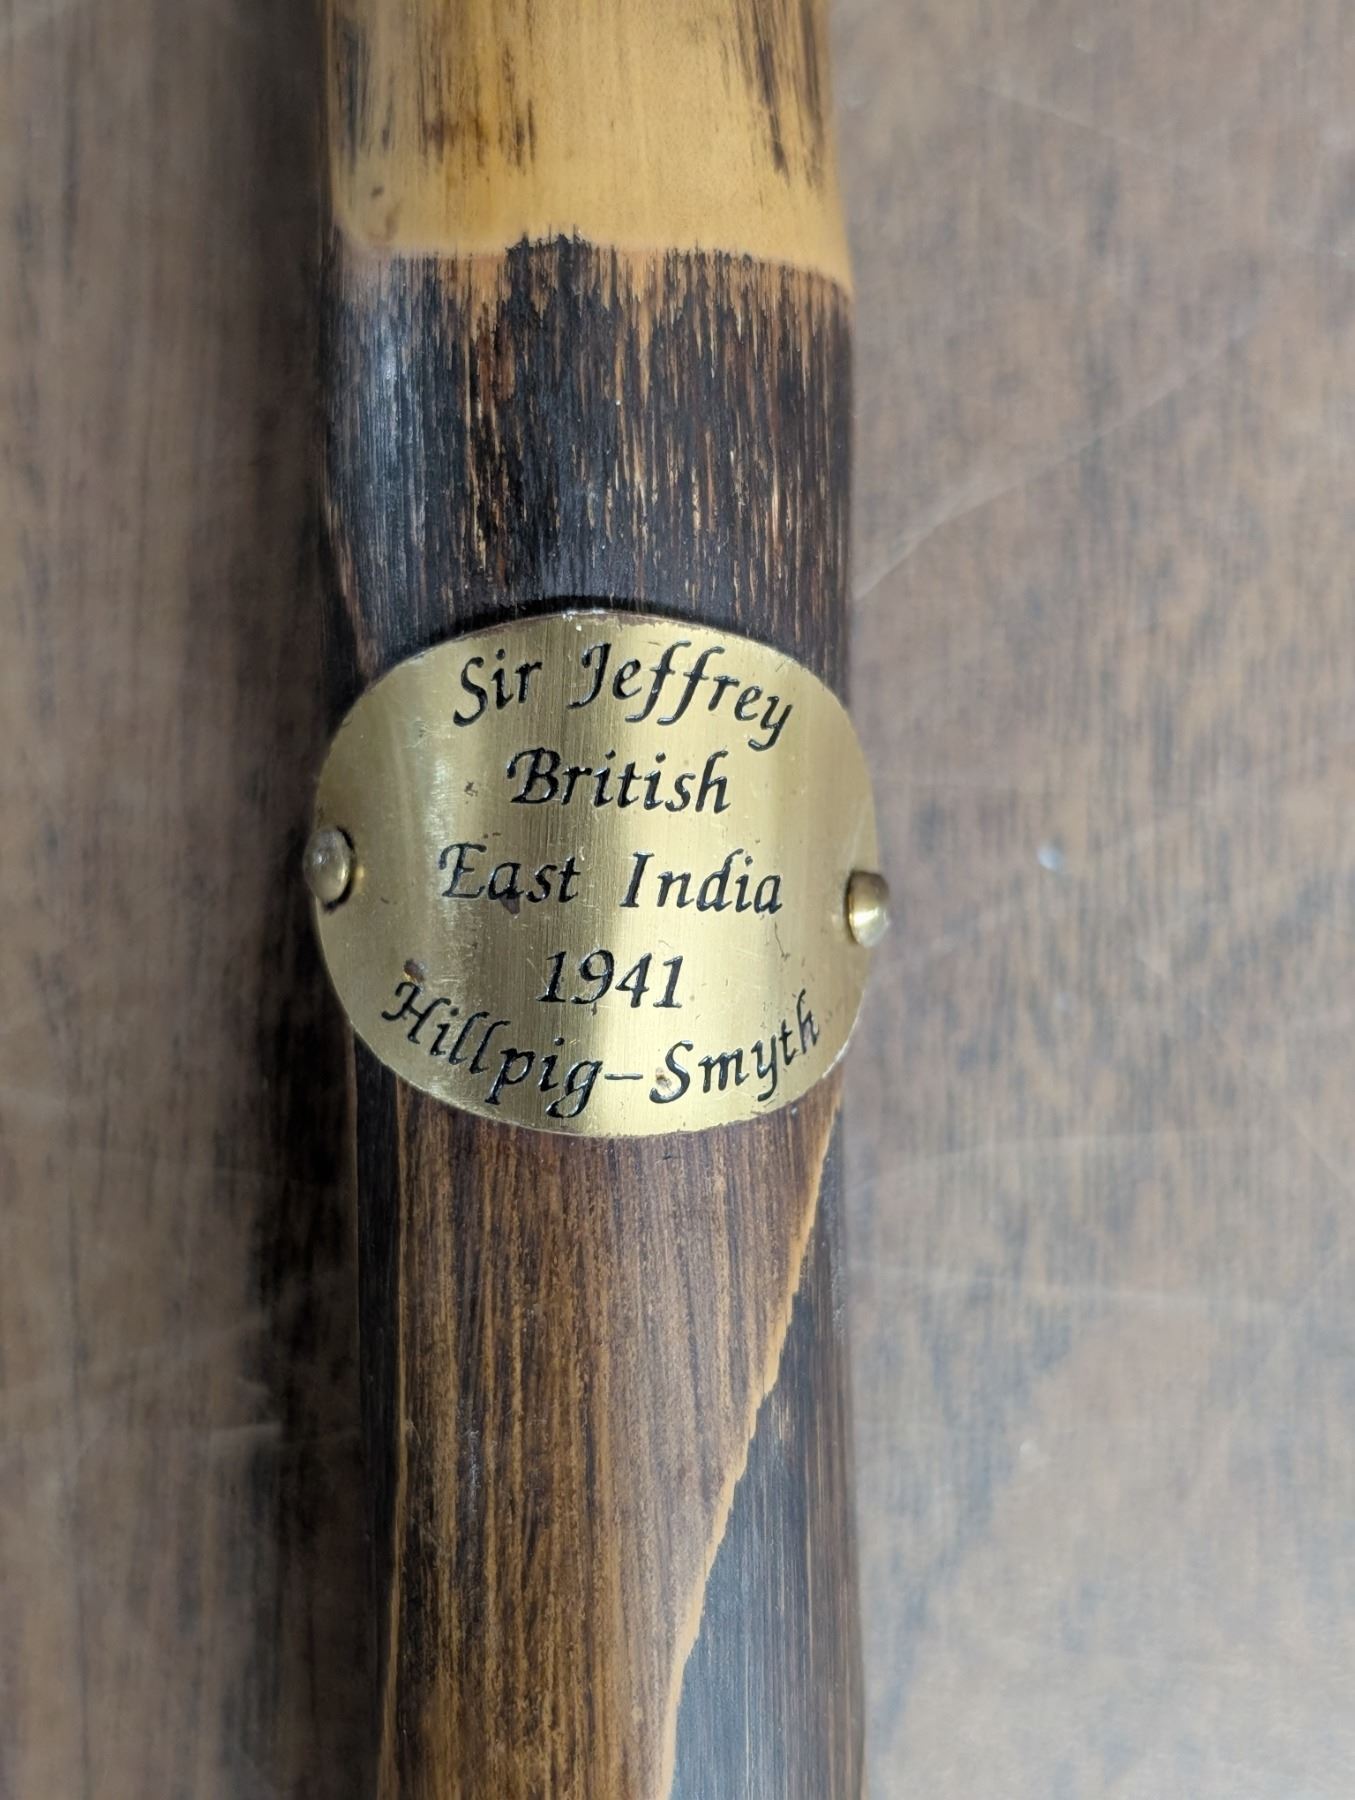 Sir Jeffrey
British
East India
1941
Hillpig-Smyth